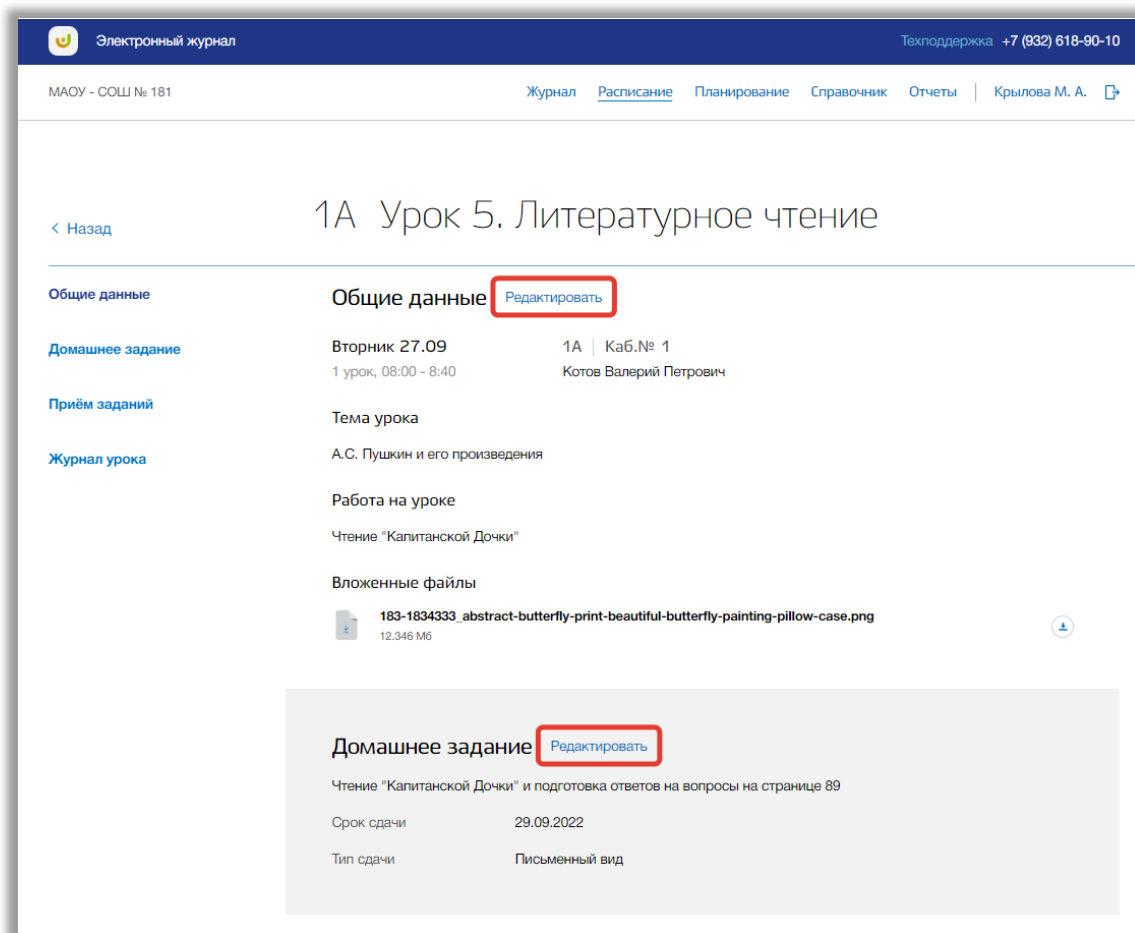 Электронный журнал Техподдержка +7 (932) 618-90-10
МАОУ - СОШ № 181 Журнал Расписание Планирование Справочник Отчеты Крылова М. А.
< Назад
1А Урок 5. Литературное чтение
Общие данные
Домашнее задание
Приём заданий
Журнал урока
Общие данные Редактировать
Вторник 27.09 1А Каб.№ 1
1 урок, 08:00 - 8:40 Котов Валерий Петрович
Тема урока
А.С. Пушкин и его произведения
Работа на уроке
Чтение "Капитанской Дочки"
Вложенные файлы
183-1834333_abstract-butterfly-print-beautiful-butterfly-painting-pillow-case.png
12.346 Мб
Домашнее задание Редактировать
Чтение "Капитанской Дочки" и подготовка ответов на вопросы на странице 89
Срок сдачи 29.09.2022
Тип сдачи Письменный вид